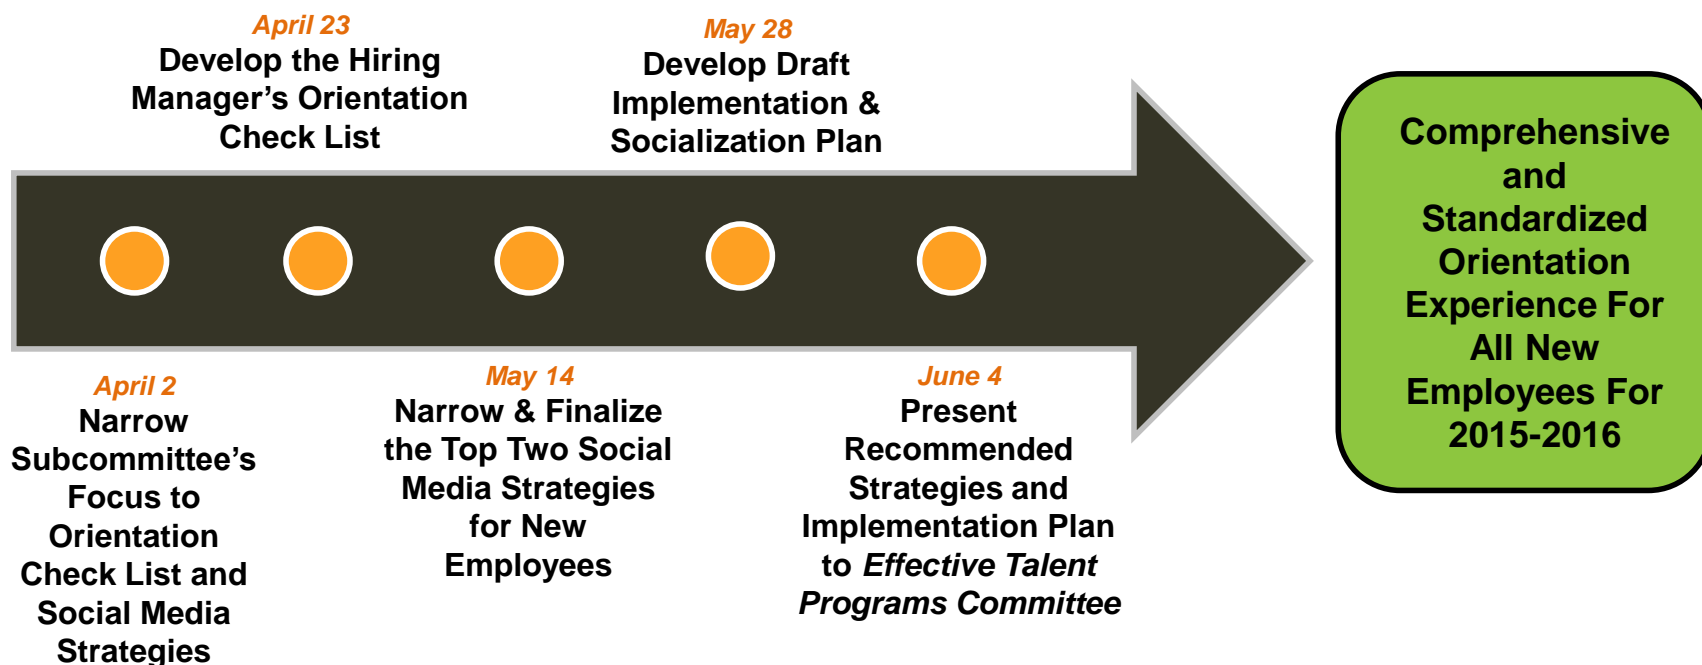 April 23
Develop the Hiring
Manager’s Orientation
Check List
May 28
Develop Draft
Implementation &
Socialization Plan
April 2
Narrow
Subcommittee’s
Focus to
Orientation
Check List and
Social Media
Strategies
May 14
Narrow & Finalize
the Top Two Social
Media Strategies
for New
Employees
June 4
Present
Recommended
Strategies and
Implementation Plan
to Effective Talent
Programs Committee
Comprehensive
and
Standardized
Orientation
Experience For
All New
Employees For
2015-2016